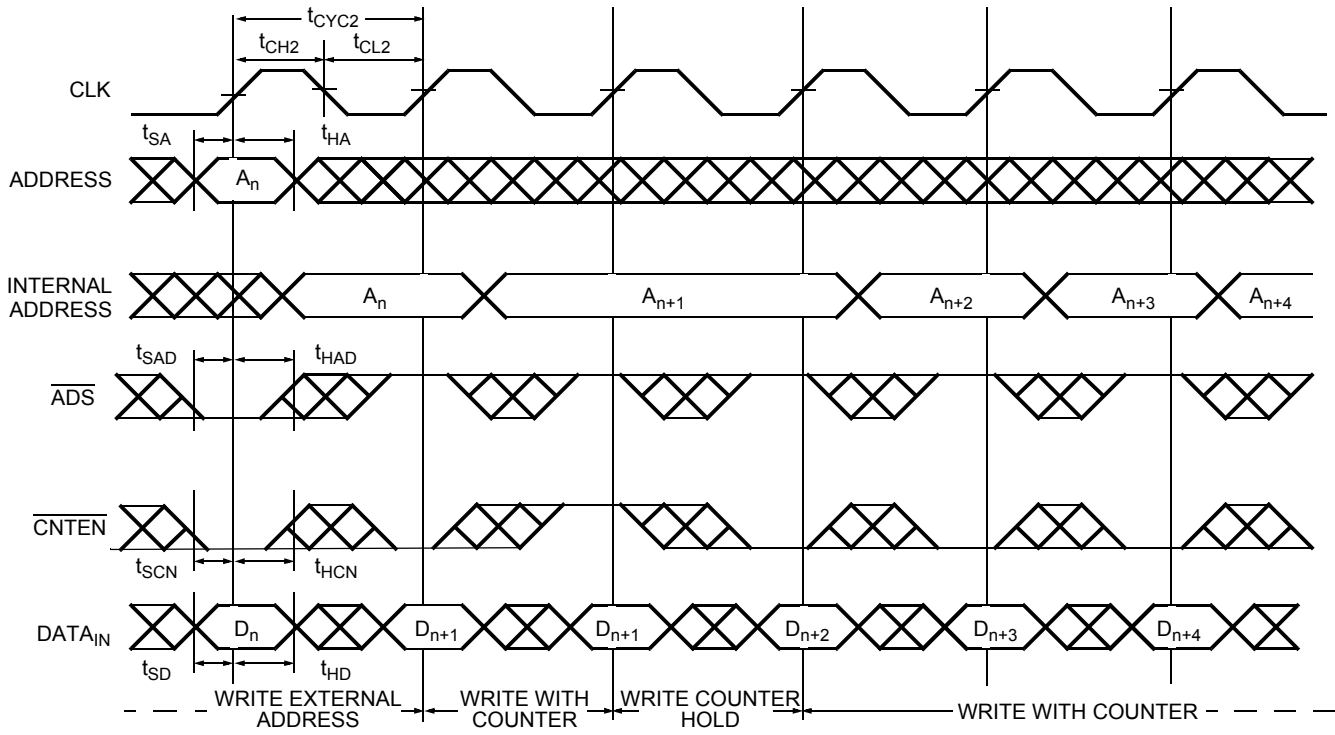 tCYC2
tCH2 tCL2
CLK
tSA tHA
ADDRESS An
INTERNAL ADDRESS An An+1 An+2 An+3 An+4
tSAD tHAD
ADS
CNTEN
tSCN tHCN
DATAIN Dn Dn+1 Dn+1 Dn+2 Dn+3 Dn+4
tSD tHD
WRITE EXTERNAL ADDRESS
WRITE WITH COUNTER
WRITE COUNTER HOLD
WRITE WITH COUNTER